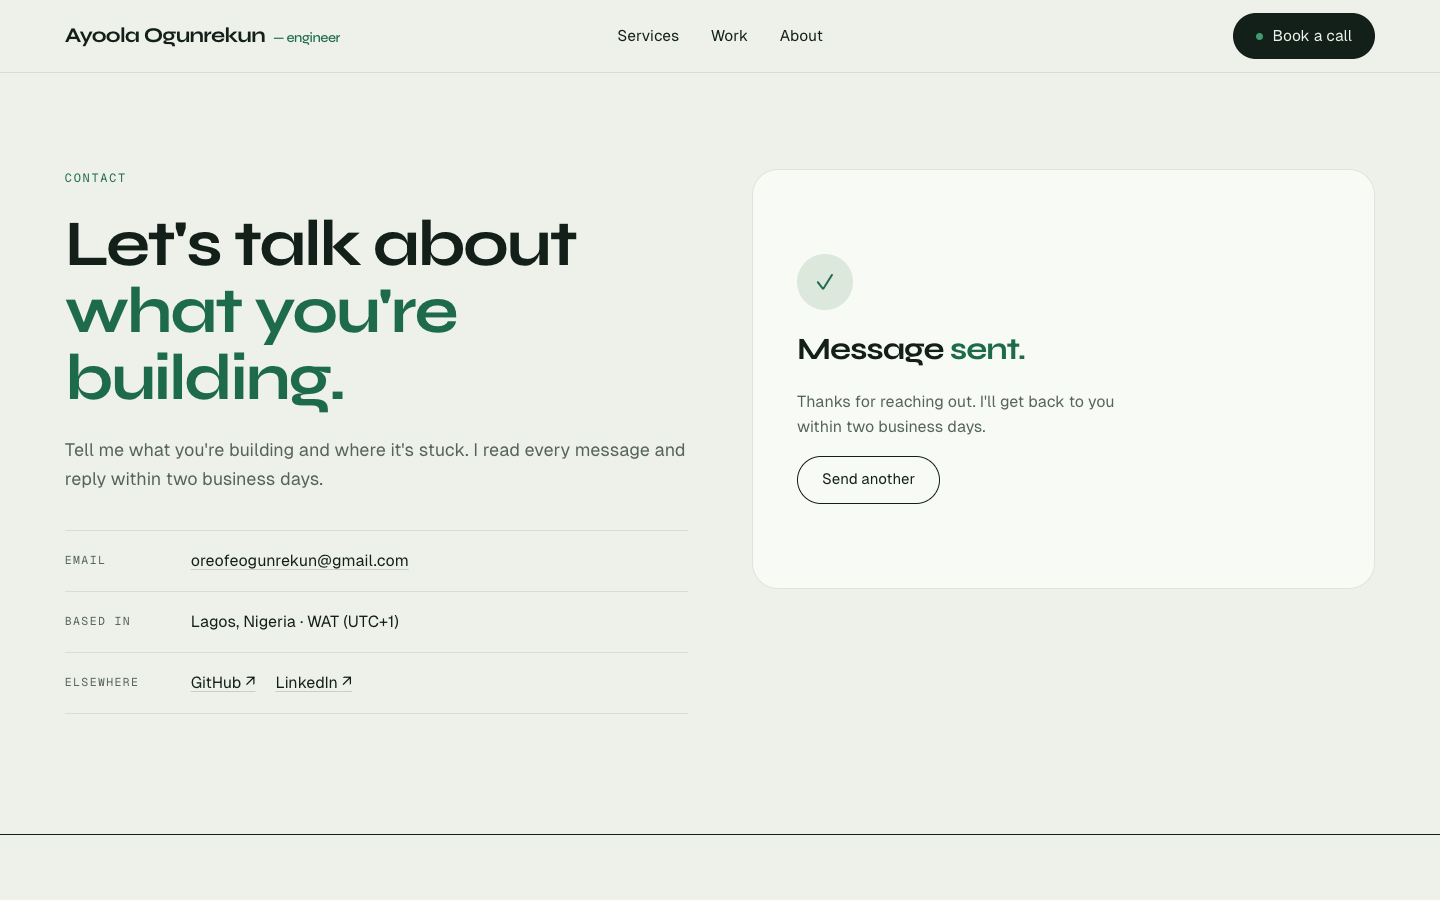 Ayoola Ogunrekun — engineer
Services
Work
About
Book a call
CONTACT
Let's talk about
what you're
building.
Tell me what you're building and where it's stuck. I read every message and
reply within two business days.
EMAIL
oreofeogunrekun@gmail.com
BASED IN
Lagos, Nigeria · WAT (UTC+1)
ELSEWHERE
GitHub ↗
LinkedIn ↗
Message sent.
Thanks for reaching out. I'll get back to you
within two business days.
Send another